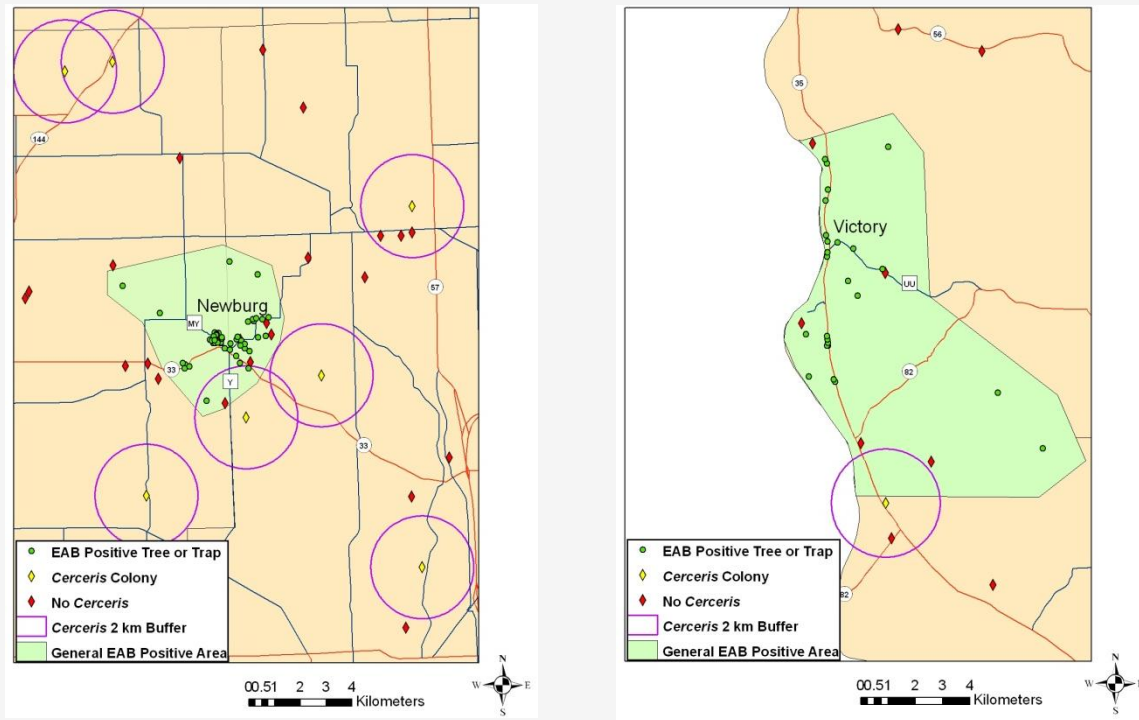 144
57
Newburg
MY
33
Y
33
EAB Positive Tree or Trap
Cerceris Colony
No Cerceris
Cerceris 2 km Buffer
General EAB Positive Area
00.51 2 3 4
Kilometers
N
W E
S
56
35
Victory
UU
82
82
EAB Positive Tree or Trap
Cerceris Colony
No Cerceris
Cerceris 2 km Buffer
General EAB Positive Area
00.51 2 3 4
Kilometers
N
W E
S